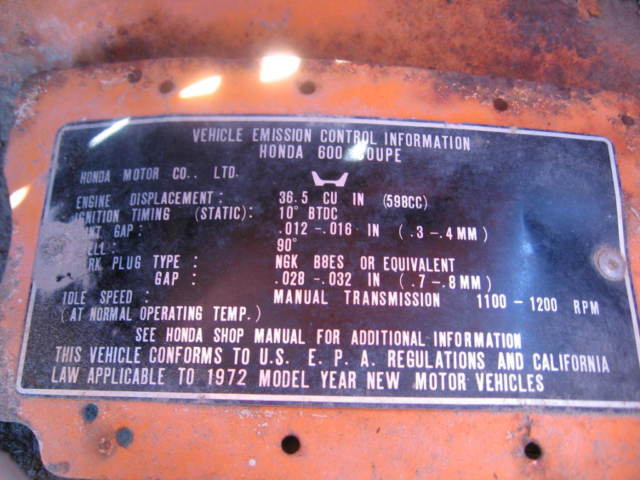 VEHICLE EMISSION CONTROL INFORMATION
HONDA 600 COUPE
HONDA MOTOR CO., LTD.
ENGINE DISPLACEMENT: 36.5 CU IN (598CC)
IGNITION TIMING (STATIC): 10° BTDC
GAP: .012-.016 IN (.3-.4MM)
90°
PLUG TYPE: NGK B8ES OR EQUIVALENT
GAP: .028-.032 IN (.7-.8MM)
IDLE SPEED: MANUAL TRANSMISSION 1100-1200 RPM
(AT NORMAL OPERATING TEMP.)
SEE HONDA SHOP MANUAL FOR ADDITIONAL INFORMATION
THIS VEHICLE CONFORMS TO U.S. E. P. A. REGULATIONS AND CALIFORNIA
LAW APPLICABLE TO 1972 MODEL YEAR NEW MOTOR VEHICLES